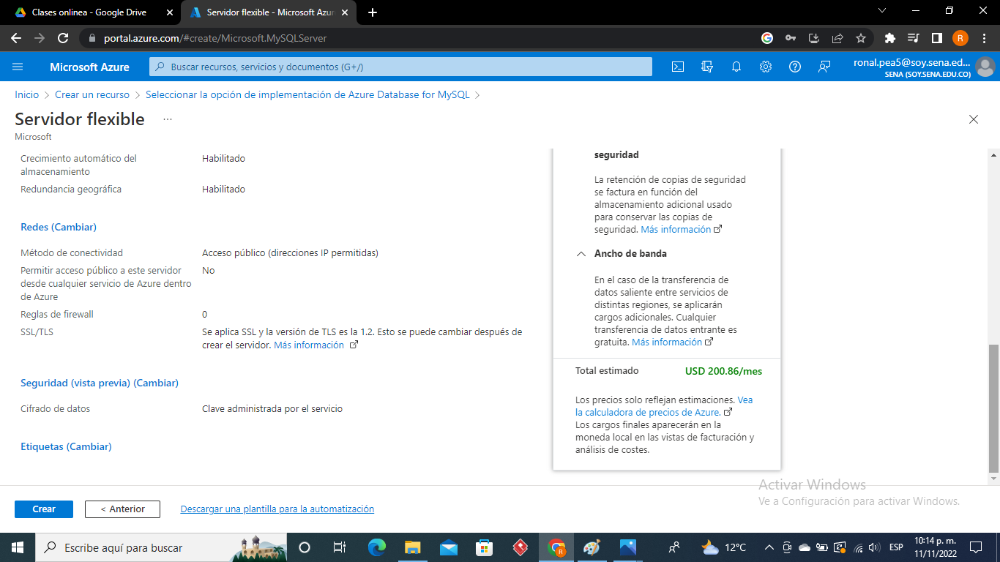 Clases onlinea - Google Drive
Servidor flexible - Microsoft Azur
portal.azure.com/#create/Microsoft.MySQLServer
R
Microsoft Azure
Buscar recursos, servicios y documentos (G+/)
ronal.pea5@soy.sena.ed...
SENA (SOY.SENA.EDU.CO)
Inicio > Crear un recurso > Seleccionar la opción de implementación de Azure Database for MySQL >
Servidor flexible ...
Microsoft
Crecimiento automático del
almacenamiento
Habilitado
Redundancia geográfica
Habilitado
Redes (Cambiar)
Método de conectividad
Acceso público (direcciones IP permitidas)
Permitir acceso público a este servidor
desde cualquier servicio de Azure dentro
de Azure
No
Reglas de firewall
0
SSL/TLS
Se aplica SSL y la versión de TLS es la 1.2. Esto se puede cambiar después de
crear el servidor. Más información
Seguridad (vista previa) (Cambiar)
Cifrado de datos
Clave administrada por el servicio
Etiquetas (Cambiar)
seguridad
La retención de copias de seguridad
se factura en función del
almacenamiento adicional usado
para conservar las copias de
seguridad. Más información
Ancho de banda
En el caso de la transferencia de
datos saliente entre servicios de
distintas regiones, se aplicarán
cargos adicionales. Cualquier
transferencia de datos entrante es
gratuita. Más información
Total estimado
USD 200.86/mes
Los precios solo reflejan estimaciones. Vea
la calculadora de precios de Azure.
Los cargos finales aparecerán en la
moneda local en las vistas de facturación y
análisis de costes.
Activar Windows
Ve a Configuración para activar Windows.
Crear
< Anterior
Descargar una plantilla para la automatización
Escribe aquí para buscar
R
12°C
ESP
10:14 p. m.
11/11/2022